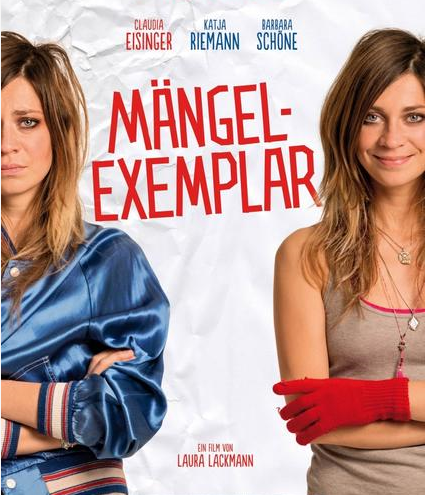 CLAUDIA EISINGER
KATJA RIEMANN
BARBARA SCHÖNE
MÄNGEL-
EXEMPLAR
EIN FILM VON
LAURA LACKMANN